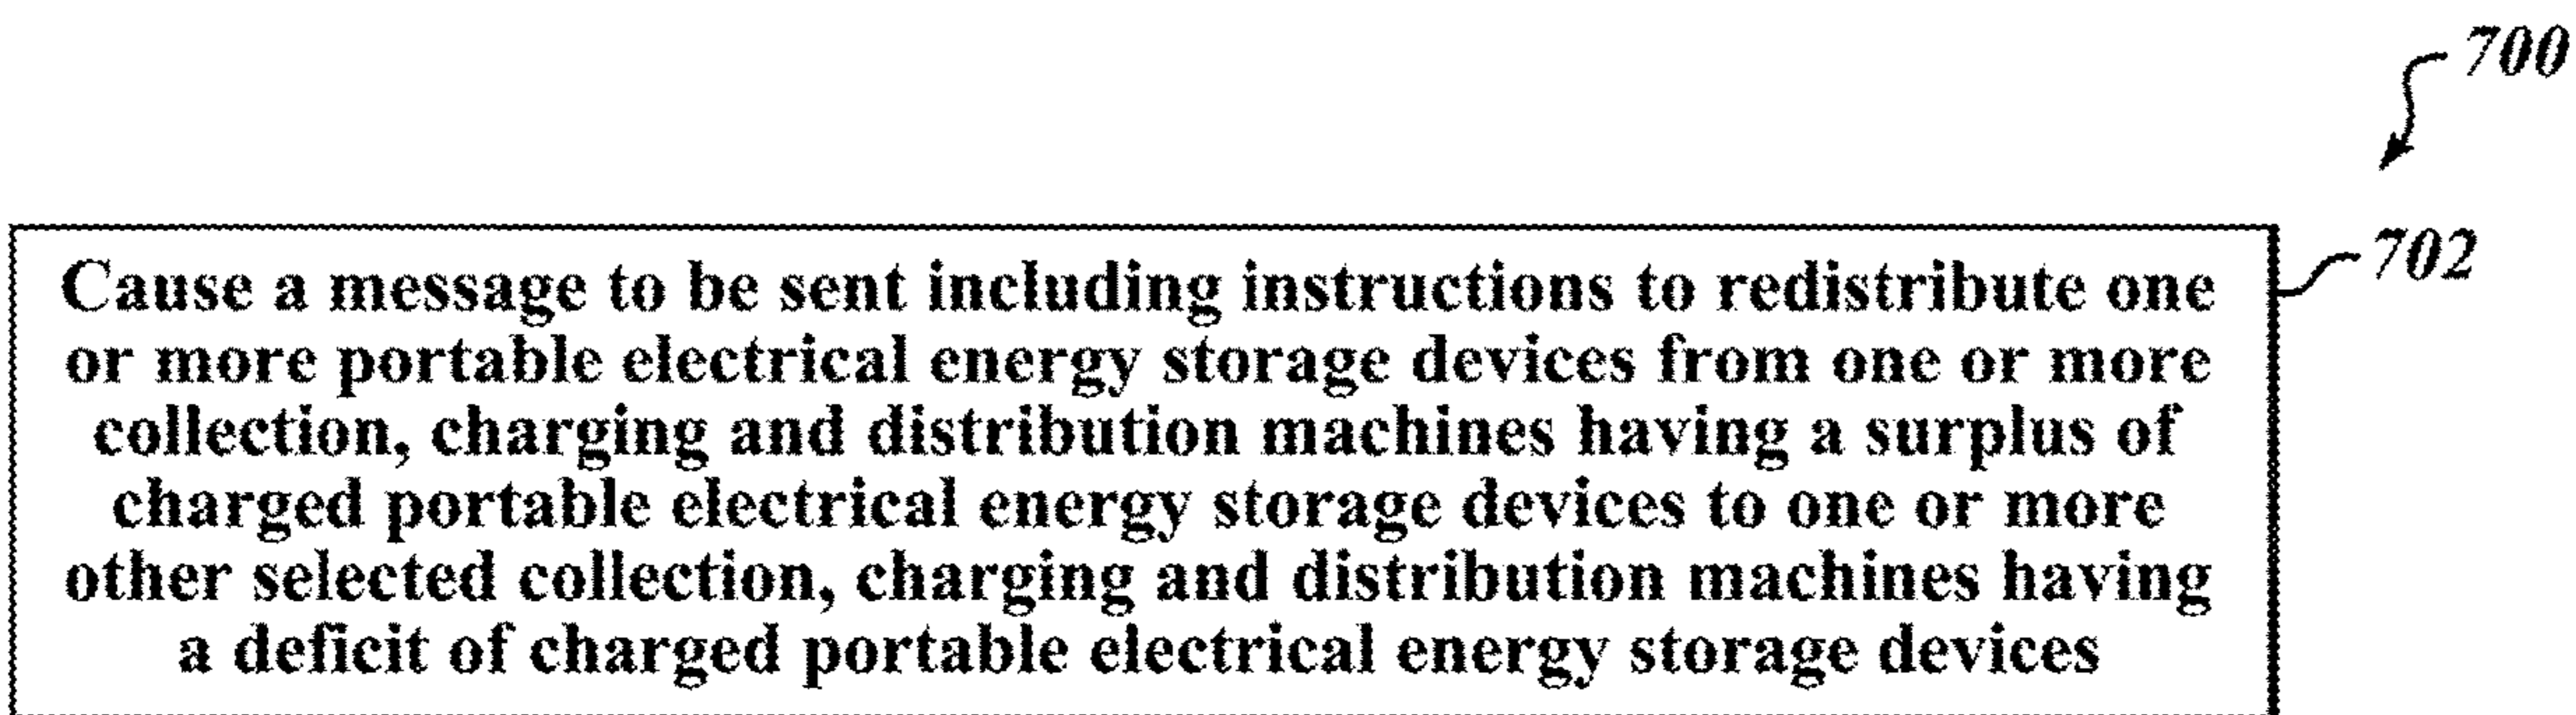 700
702
Cause a message to be sent including instructions to redistribute one
or more portable electrical energy storage devices from one or more
collection, charging and distribution machines having a surplus of
charged portable electrical energy storage devices to one or more
other selected collection, charging and distribution machines having
a deficit of charged portable electrical energy storage devices